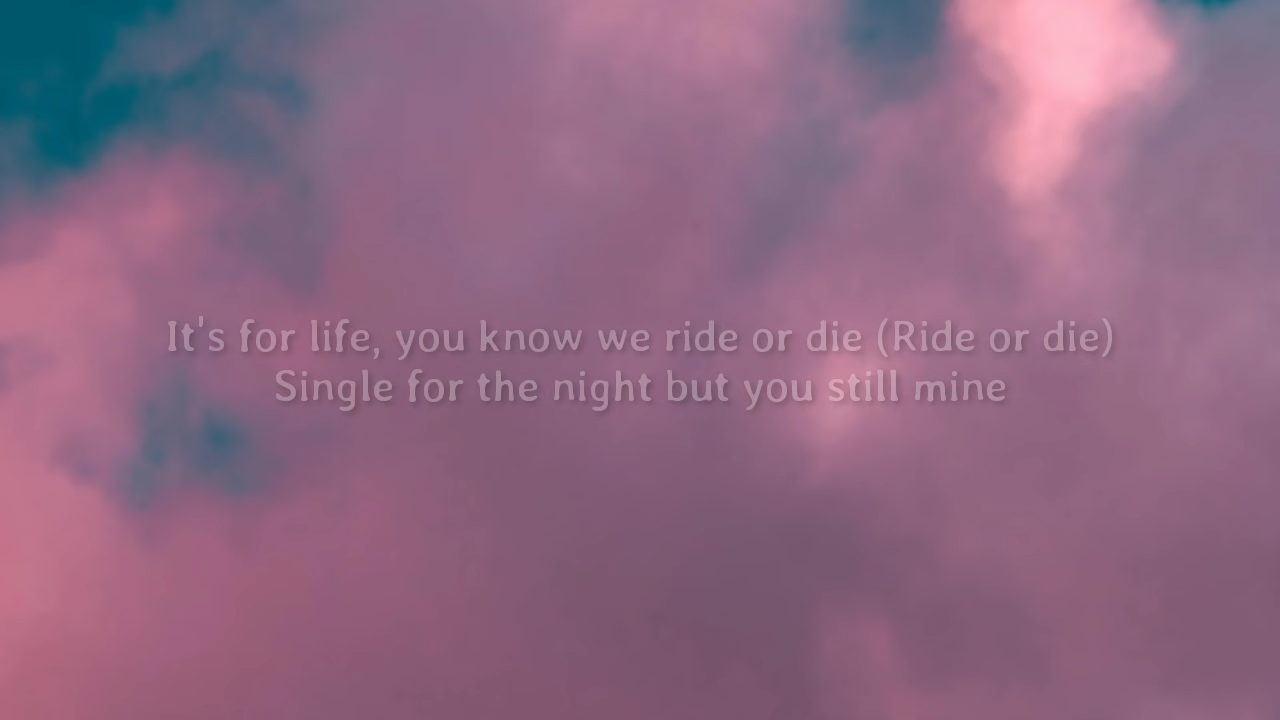 It's for life, you know we ride or die (Ride or die)
Single for the night but you still mine